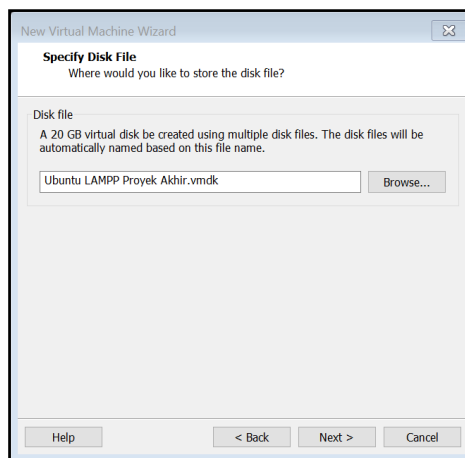 New Virtual Machine Wizard
Specify Disk File
Where would you like to store the disk file?
Disk file
A 20 GB virtual disk be created using multiple disk files. The disk files will be
automatically named based on this file name.
Ubuntu LAMPP Proyek Akhir.vmdk
Browse...
Help
< Back
Next >
Cancel